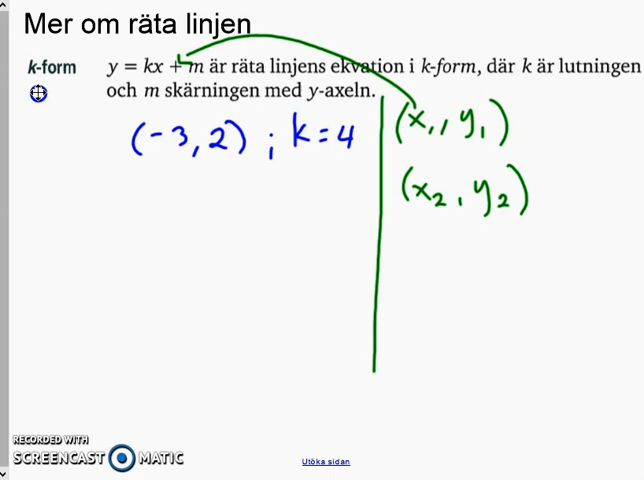 Mer om räta linjen
k-form y = kx + m är räta linjens ekvation i k-form, där k är lutningen
och m skärningen med y-axeln.
(-3, 2) ; k = 4
(x₁, y₁)
(x₂, y₂)
RECORDED WITH
SCREENCAST MATIC
Utöka sidan